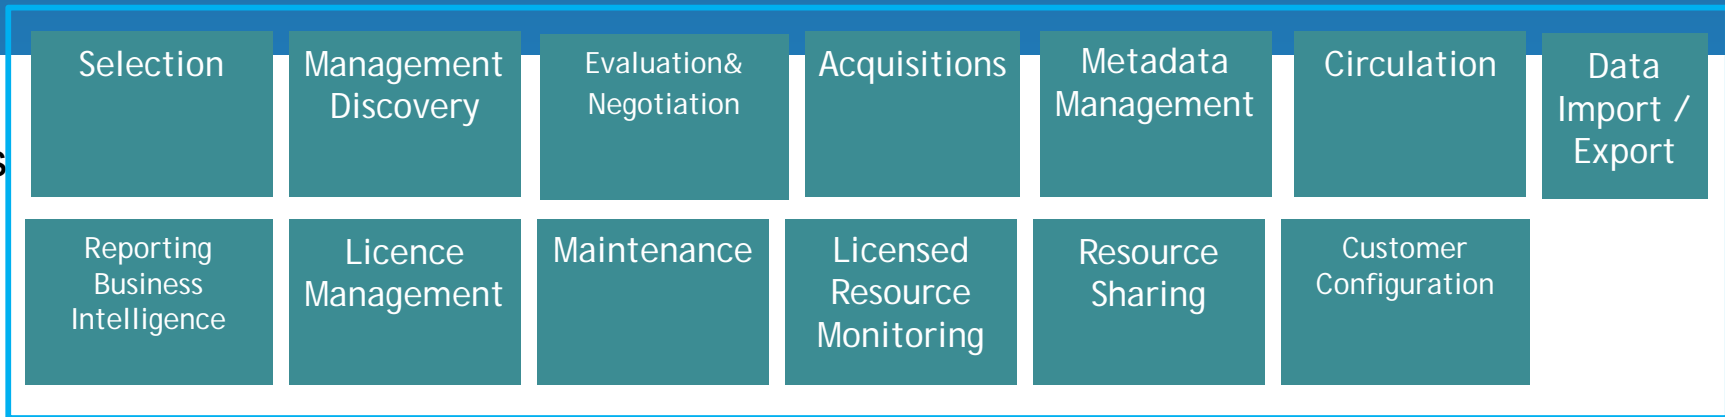 Selection
Management
Discovery
Evaluation&
Negotiation
Acquisitions
Metadata
Management
Circulation
Data
Import /
Export
s
Reporting
Business
Intelligence
Licence
Management
Maintenance
Licensed
Resource
Monitoring
Resource
Sharing
Customer
Configuration